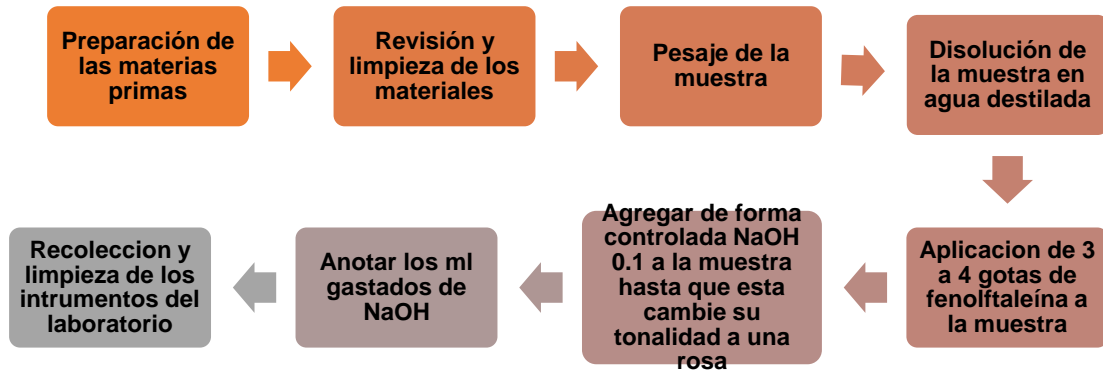 Preparación de
las materias
primas
Revisión y
limpieza de los
materiales
Pesaje de la
muestra
Disolución de
la muestra en
agua destilada
Aplicacion de 3
a 4 gotas de
fenolftaleína a
la muestra
Agregar de forma
controlada NaOH
0.1 a la muestra
hasta que esta
cambie su
tonalidad a una
rosa
Anotar los ml
gastados de
NaOH
Recoleccion y
limpieza de los
intrumentos del
laboratorio